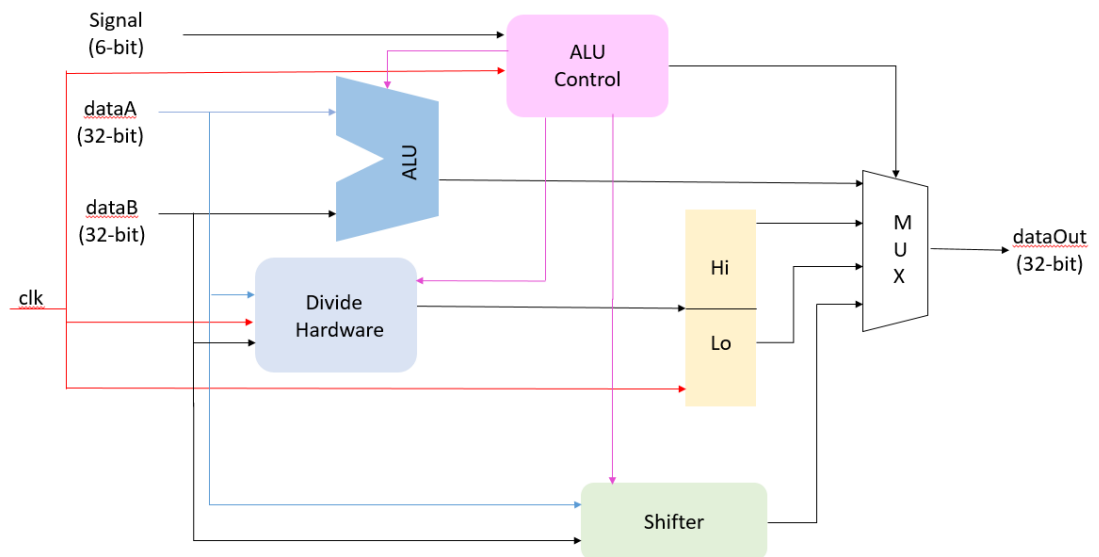 Signal
(6-bit)
ALU
Control
dataA
(32-bit)
ALU
dataB
(32-bit)
M
U
X
dataOut
(32-bit)
Hi
clk
Divide
Hardware
Lo
Shifter